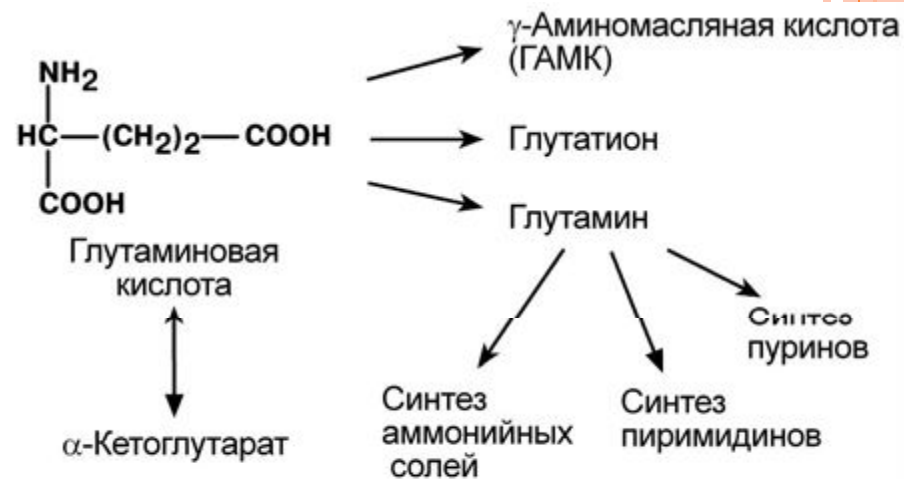 γ-Аминомасляная кислота
(ГАМК)
NH2
HC—(CH2)2—COOH
COOH
Глутатион
Глутамин
Глутаминовая
кислота
α-Кетоглутарат
Синтез
аммонийных
солей
Синтез
пиримидинов
Синтез
пуринов